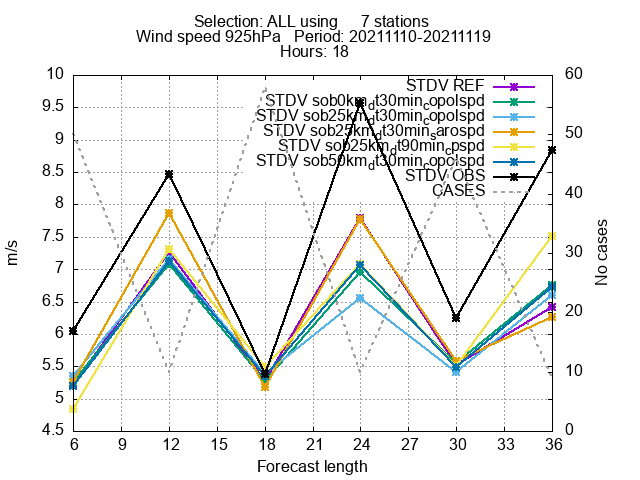 Selection: ALL using 7 stations
Wind speed 925hPa Period: 20211110-20211119
Hours: 18
STDV REF
STDV sob0km_dt30min_copolspd
STDV sob25km_dt30min_copolspd
STDV sob25km_dt30min_sarospd
STDV sob25km_dt90min_cpspd
STDV sob50km_dt30min_copclspd
STDV OBS
CASES
10
9.5
9
8.5
8
7.5
7
6.5
6
5.5
5
4.5
m/s
60
50
40
30
20
10
0
No cases
6 9 12 15 18 21 24 27 30 33 36
Forecast length